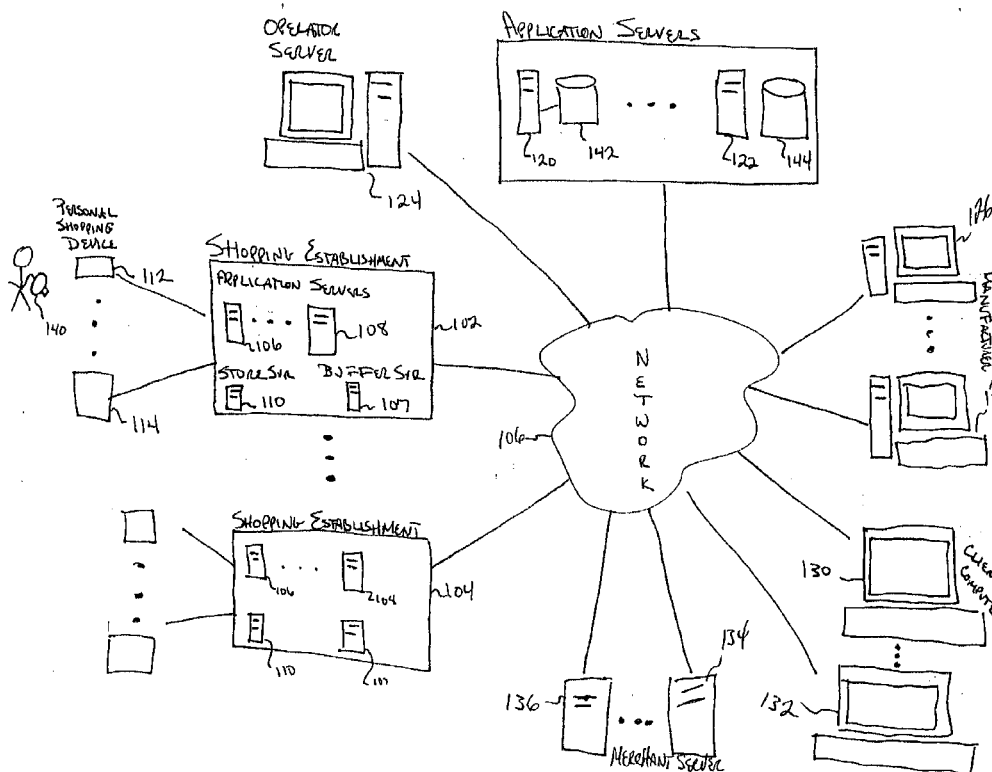 OPERATOR
SERVER
124
APPLICATION SERVERS
120
142
122
144
126
PERSONAL
SHOPPING
DEVICE
112
140
114
SHOPPING ESTABLISHMENT
APPLICATION SERVERS
106
108
102
STORE SVR
BUFFER SVR
110
107
NETWORK
106
SHOPPING ESTABLISHMENT
106
104
110
107
104
130
132
136
134
MERCHANT SERVER